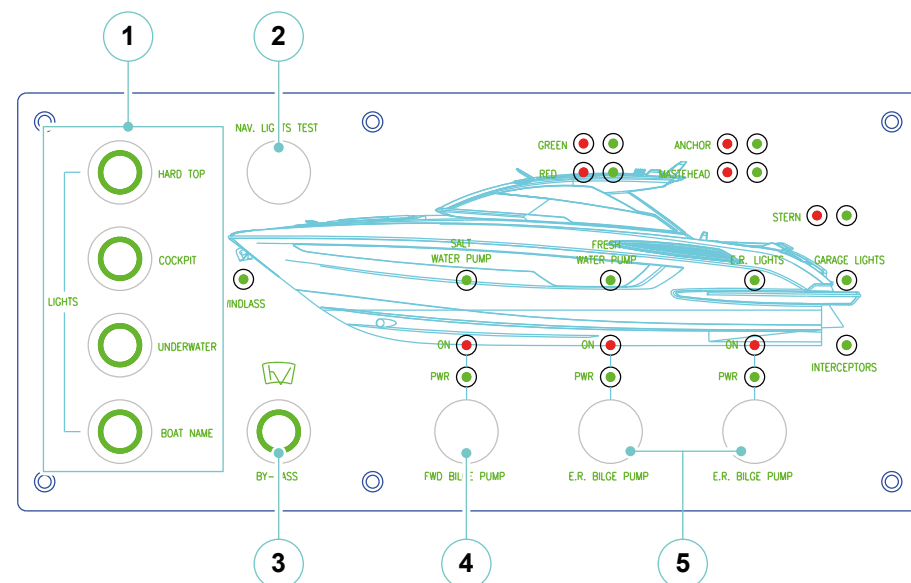 1 2
NAV. LIGHTS TEST
GREEN ANCHOR
HARD TOP RED MASTEHEAD
STERN
SALT FRESH
COCKPIT WATER PUMP WATER PUMP E.R. LIGHTS GARAGE LIGHTS
LIGHTS INDLASS
UNDERWATER ON ON ON
INTERCEPTORS
PWR PWR PWR
BOAT NAME
BY- ASS FWD BILGE PUMP E.R. BILGE PUMP E.R. BILGE PUMP
3 4 5